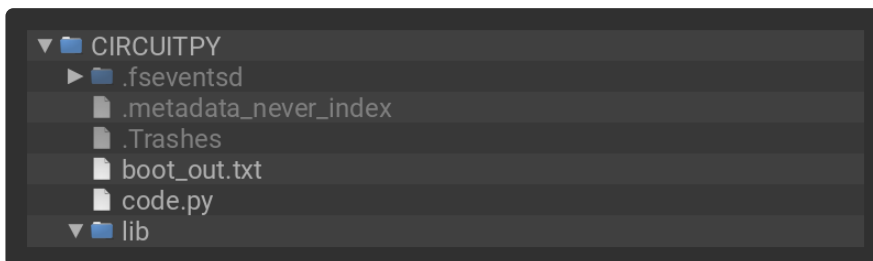 CIRCUITPY
.fseventsd
.metadata_never_index
.Trashes
boot_out.txt
code.py
lib